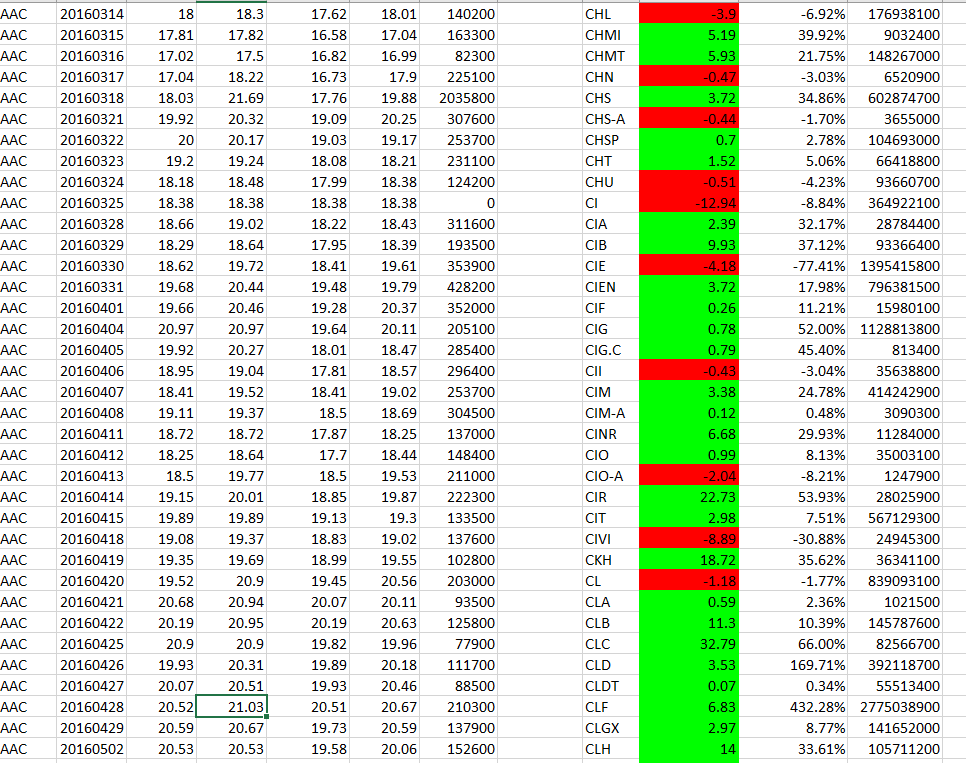 AAC 20160314 18 18.3 17.62 18.01 140200 CHL -3.9 -6.92% 176938100
AAC 20160315 17.81 17.82 16.58 17.04 163300 CHMI 5.19 39.92% 9032400
AAC 20160316 17.02 17.5 16.82 16.99 82300 CHMT 5.93 21.75% 148267000
AAC 20160317 17.04 18.22 16.73 17.9 225100 CHN -0.47 -3.03% 6520900
AAC 20160318 18.03 21.69 17.76 19.88 2035800 CHS 3.72 34.86% 602874700
AAC 20160321 19.92 20.32 19.09 20.25 307600 CHS-A -0.44 -1.70% 3655000
AAC 20160322 20 20.17 19.03 19.17 253700 CHSP 0.7 2.78% 104693000
AAC 20160323 19.2 19.24 18.08 18.21 231100 CHT 1.52 5.06% 66418800
AAC 20160324 18.18 18.48 17.99 18.38 124200 CHU -0.51 -4.23% 93660700
AAC 20160325 18.38 18.38 18.38 18.38 0 CI -12.94 -8.84% 364922100
AAC 20160328 18.66 19.02 18.22 18.43 311600 CIA 2.39 32.17% 28784400
AAC 20160329 18.29 18.64 17.95 18.39 193500 CIB 9.93 37.12% 93366400
AAC 20160330 18.62 19.72 18.41 19.61 353900 CIE -4.18 -77.41% 1395415800
AAC 20160331 19.68 20.44 19.48 19.79 428200 CIEN 3.72 17.98% 796381500
AAC 20160401 19.66 20.46 19.28 20.37 352000 CIF 0.26 11.21% 15980100
AAC 20160404 20.97 20.97 19.64 20.11 205100 CIG 0.78 52.00% 1128813800
AAC 20160405 19.92 20.27 18.01 18.47 285400 CIG.C 0.79 45.40% 813400
AAC 20160406 18.95 19.04 17.81 18.57 296400 CII -0.43 -3.04% 35638800
AAC 20160407 18.41 19.52 18.41 19.02 253700 CIM 3.38 24.78% 414242900
AAC 20160408 19.11 19.37 18.5 18.69 304500 CIM-A 0.12 0.48% 3090300
AAC 20160411 18.72 18.72 17.87 18.25 137000 CINR 6.68 29.93% 11284000
AAC 20160412 18.25 18.64 17.7 18.44 148400 CIO 0.99 8.13% 35003100
AAC 20160413 18.5 19.77 18.5 19.53 211000 CIO-A -2.04 -8.21% 1247900
AAC 20160414 19.15 20.01 18.85 19.87 222300 CIR 22.73 53.93% 28025900
AAC 20160415 19.89 19.89 19.13 19.3 133500 CIT 2.98 7.51% 567129300
AAC 20160418 19.08 19.37 18.83 19.02 137600 CIVI -8.89 -30.88% 24945300
AAC 20160419 19.35 19.69 18.99 19.55 102800 CKH 18.72 35.62% 36341100
AAC 20160420 19.52 20.9 19.45 20.56 203000 CL -1.18 -1.77% 839093100
AAC 20160421 20.68 20.94 20.07 20.11 93500 CLA 0.59 2.36% 1021500
AAC 20160422 20.19 20.95 20.19 20.63 125800 CLB 11.3 10.39% 145787600
AAC 20160425 20.9 20.9 19.82 19.96 77900 CLC 32.79 66.00% 82566700
AAC 20160426 19.93 20.31 19.89 20.18 111700 CLD 3.53 169.71% 392118700
AAC 20160427 20.07 20.51 19.93 20.46 88500 CLDT 0.07 0.34% 55513400
AAC 20160428 20.52 21.03 20.51 20.67 210300 CLF 6.83 432.28% 2775038900
AAC 20160429 20.59 20.67 19.73 20.59 137900 CLGX 2.97 8.77% 141652000
AAC 20160502 20.53 20.53 19.58 20.06 152600 CLH 14 33.61% 105711200